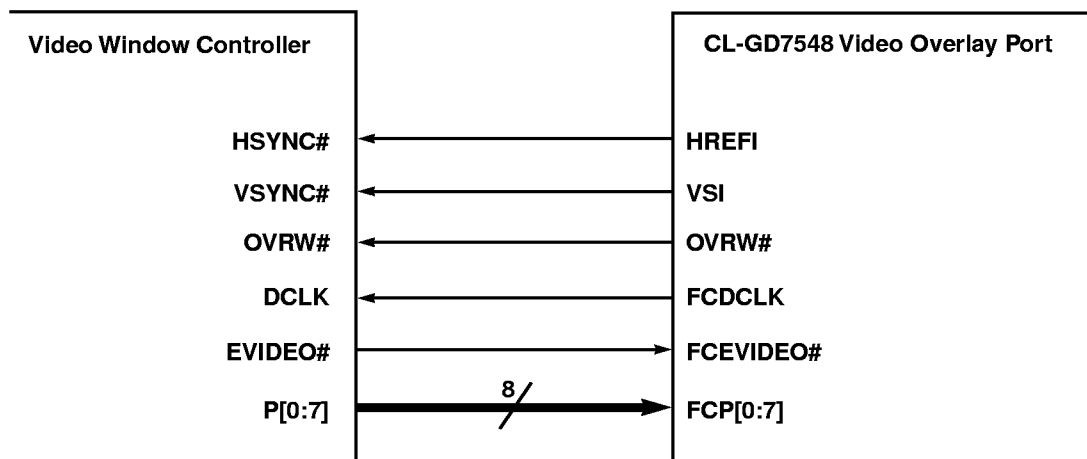 Video Window Controller
CL-GD7548 Video Overlay Port
HSYNC#
HREFI
VSYNC#
VSI
OVRW#
OVRW#
DCLK
FCDCLK
EVIDEO#
FCEVIDEO#
8
P[0:7]
FCP[0:7]